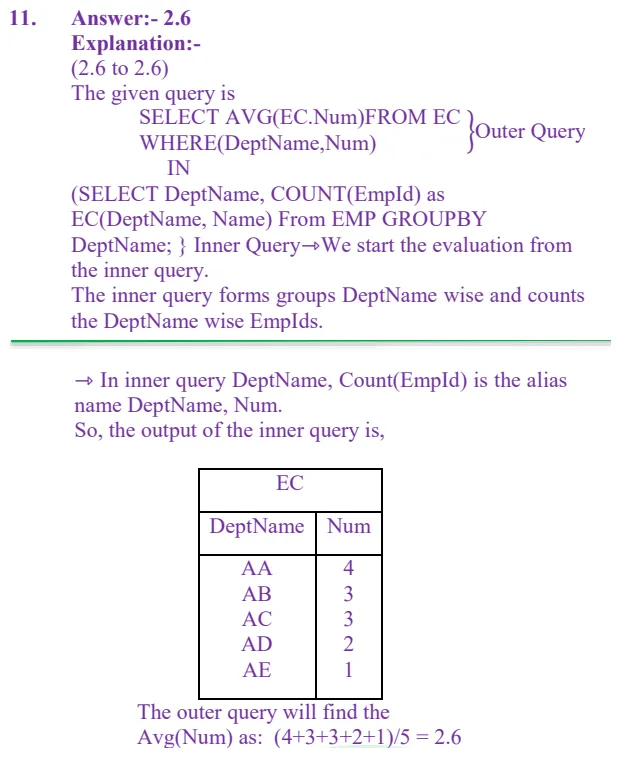 11. Answer:- 2.6
Explanation:-
(2.6 to 2.6)
The given query is
SELECT AVG(EC.Num)FROM EC
WHERE(DeptName,Num)
}Outer Query
IN
(SELECT DeptName, COUNT(EmpId) as
EC(DeptName, Name) From EMP GROUPBY
DeptName; } Inner Query⇾We start the evaluation from
the inner query.
The inner query forms groups DeptName wise and counts
the DeptName wise EmpIds.
⇾ In inner query DeptName, Count(EmpId) is the alias
name DeptName, Num.
So, the output of the inner query is,
EC
DeptName Num
AA 4
AB 3
AC 3
AD 2
AE 1
The outer query will find the
Avg(Num) as: (4+3+3+2+1)/5 = 2.6